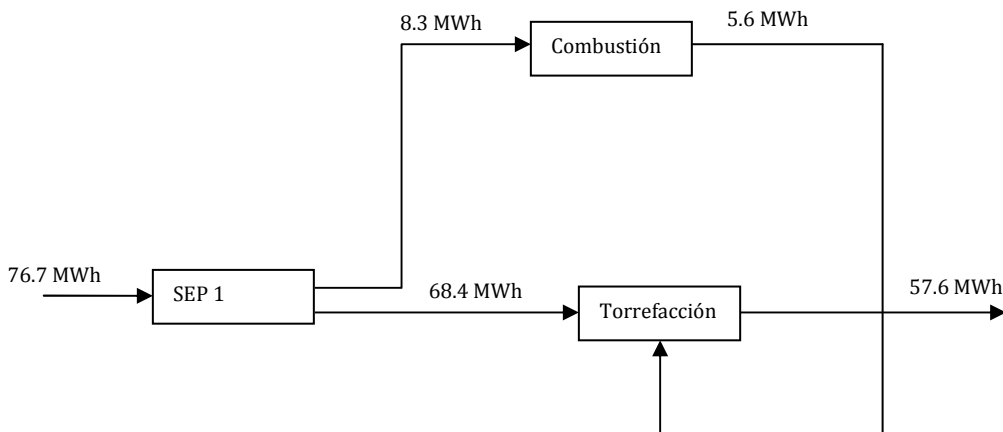 8.3 MWh
Combustión
5.6 MWh
76.7 MWh
SEP 1
68.4 MWh
Torrefacción
57.6 MWh